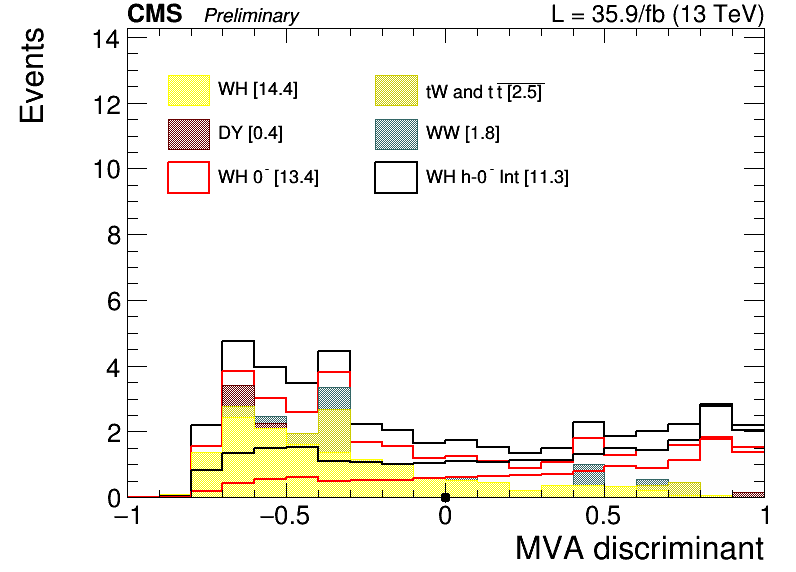 CMS Preliminary L = 35.9/fb (13 TeV)
Events
14
12
10
8
6
4
2
0
WH [14.4] tW and t t [2.5]
DY [0.4] WW [1.8]
WH 0⁻ [13.4] WH h-0⁻ Int [11.3]
−1 −0.5 0 0.5 1
MVA discriminant